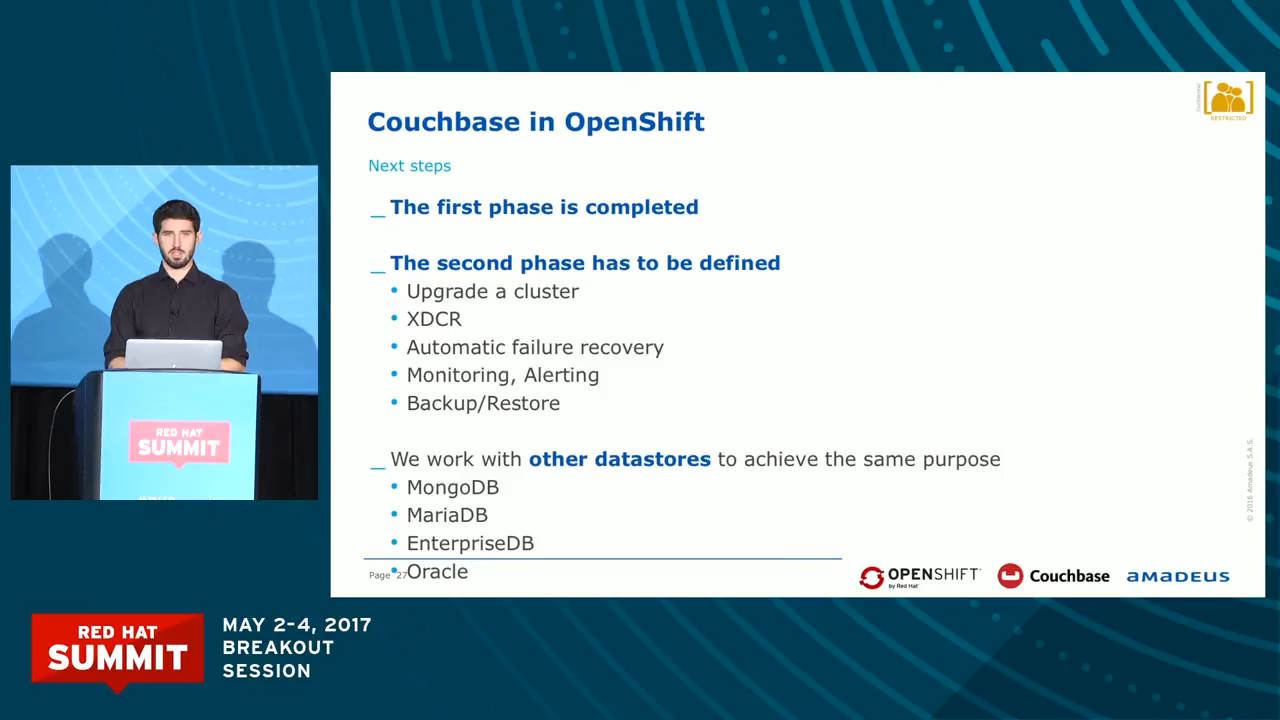 Couchbase in OpenShift
Confidential
RESTRICTED
Next steps
_ The first phase is completed
_ The second phase has to be defined
• Upgrade a cluster
• XDCR
• Automatic failure recovery
• Monitoring, Alerting
• Backup/Restore
_ We work with other datastores to achieve the same purpose
• MongoDB
• MariaDB
• EnterpriseDB
• Oracle
Page 27
© 2016 Amadeus S.A.S.
OPENSHIFT
by Red Hat
Couchbase
amadeus
RED HAT
SUMMIT
RED HAT
SUMMIT
MAY 2-4, 2017
BREAKOUT
SESSION